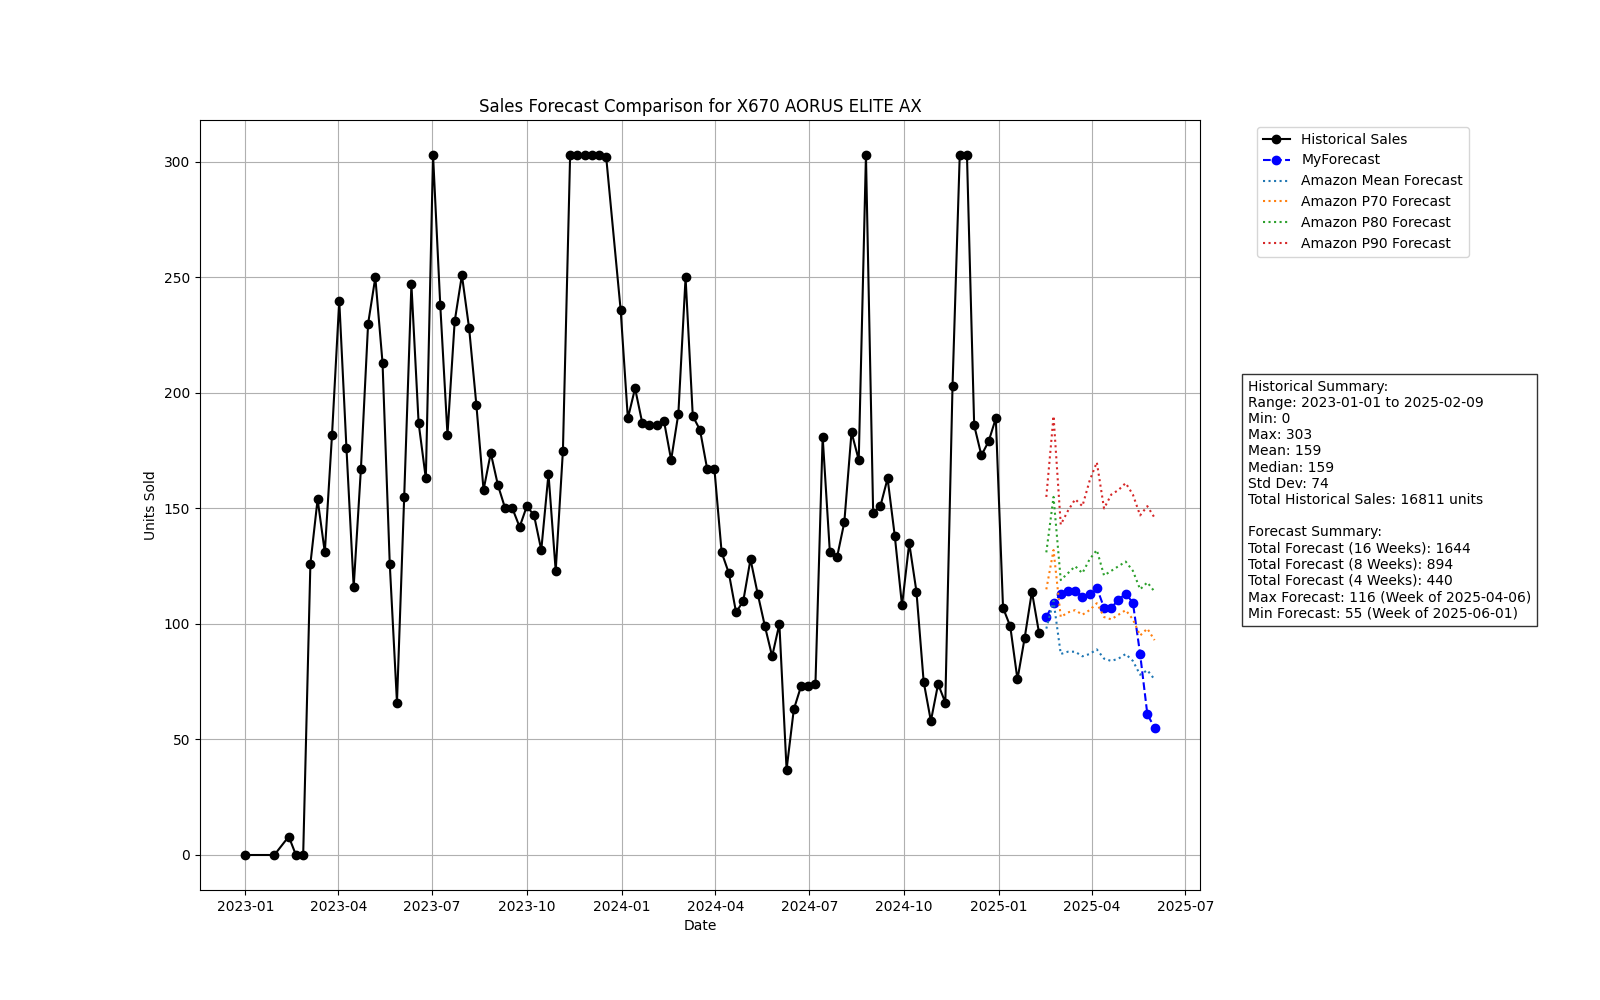 Sales Forecast Comparison for X670 AORUS ELITE AX
Units Sold
300
250
200
150
100
50
0
2023-01 2023-04 2023-07 2023-10 2024-01 2024-04 2024-07 2024-10 2025-01 2025-04 2025-07
Date
Historical Sales
MyForecast
Amazon Mean Forecast
Amazon P70 Forecast
Amazon P80 Forecast
Amazon P90 Forecast
Historical Summary:
Range: 2023-01-01 to 2025-02-09
Min: 0
Max: 303
Mean: 159
Median: 159
Std Dev: 74
Total Historical Sales: 16811 units
Forecast Summary:
Total Forecast (16 Weeks): 1644
Total Forecast (8 Weeks): 894
Total Forecast (4 Weeks): 440
Max Forecast: 116 (Week of 2025-04-06)
Min Forecast: 55 (Week of 2025-06-01)